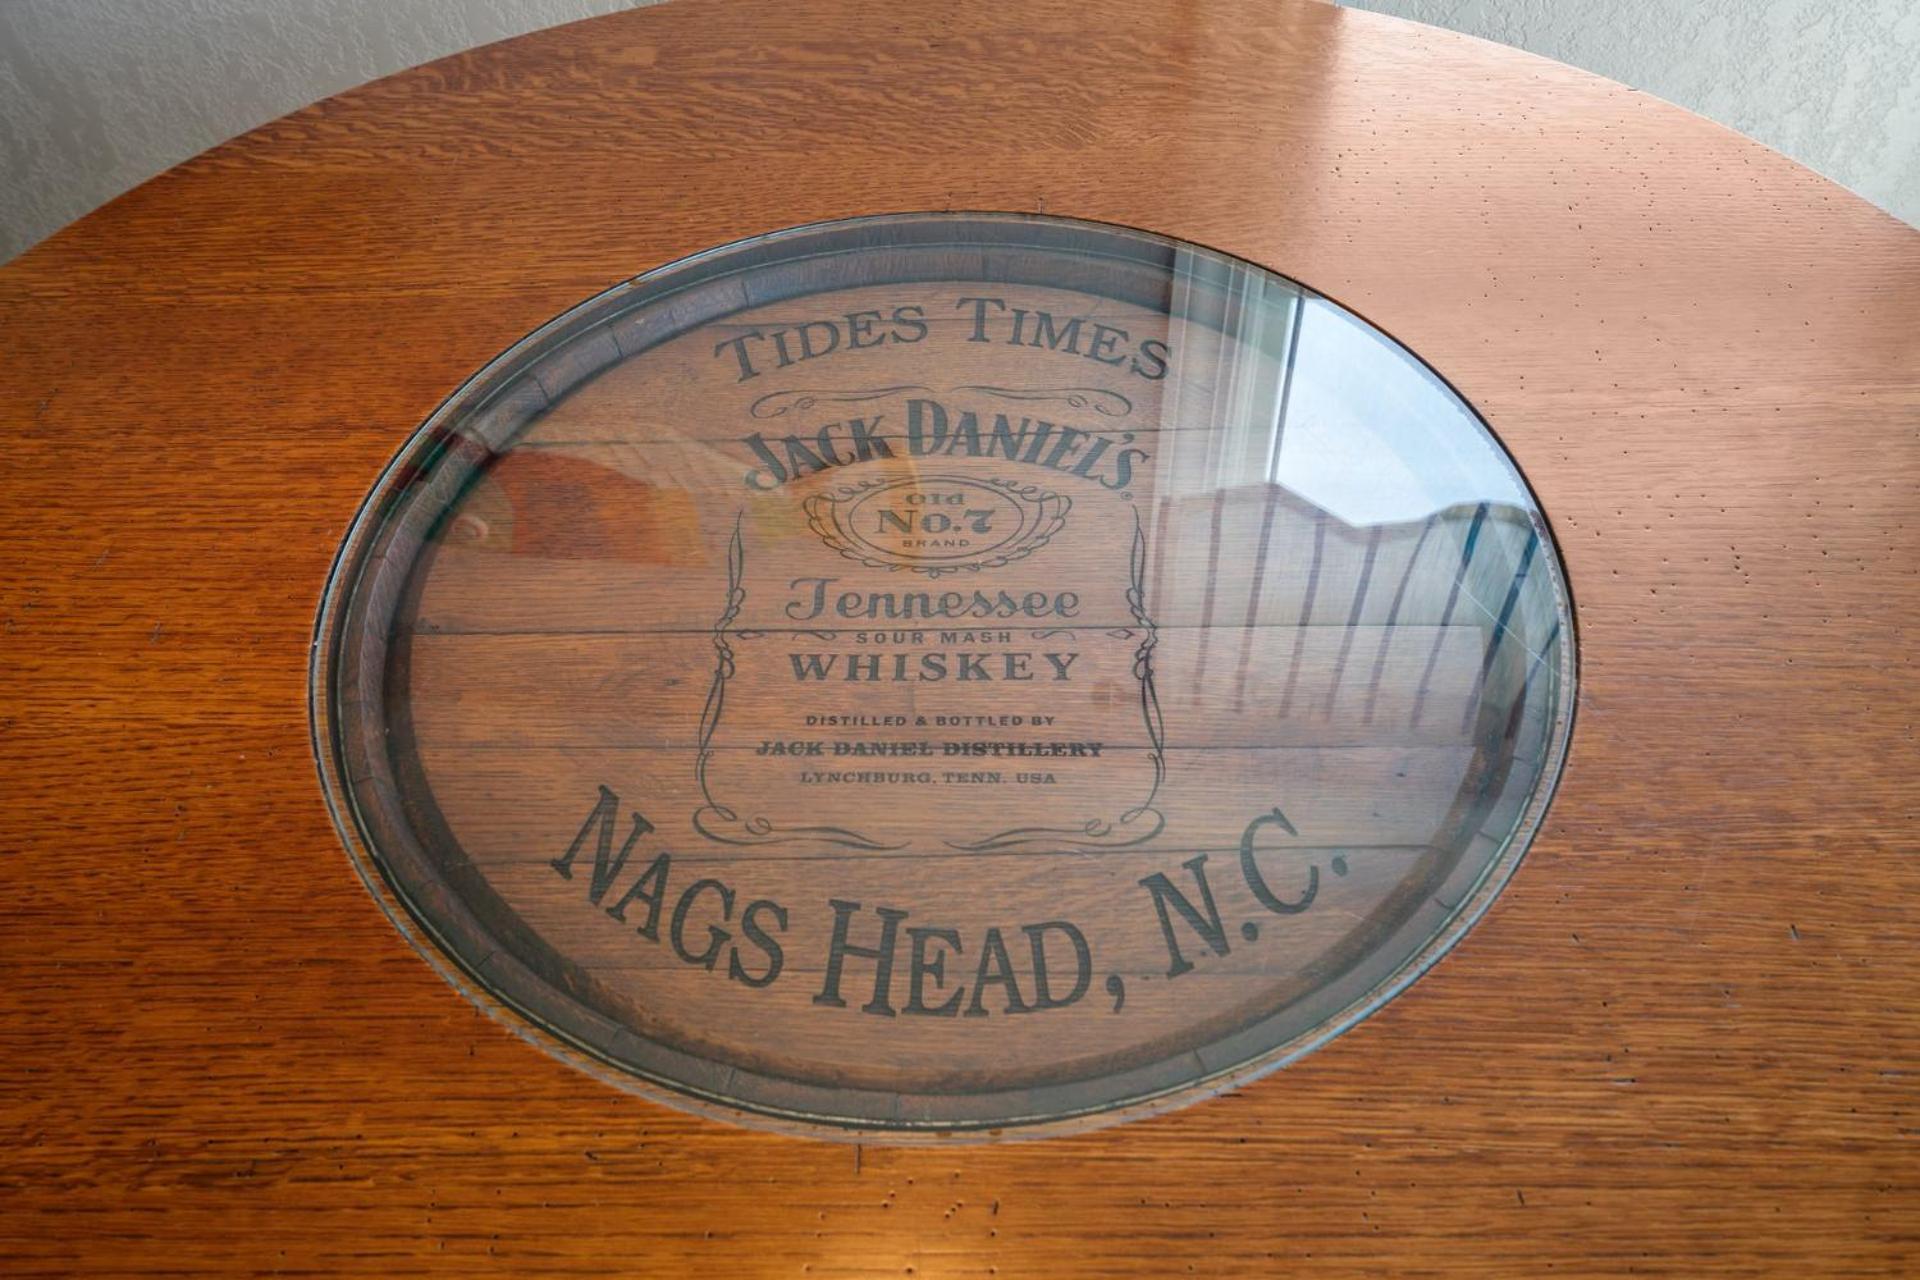 TIDES TIMES
JACK DANIEL'S
Old
No.7
BRAND
Tennessee
SOUR MASH
WHISKEY
DISTILLED & BOTTLED BY
JACK DANIEL DISTILLERY
LYNCHBURG, TENN. USA
NAGS HEAD, N.C.